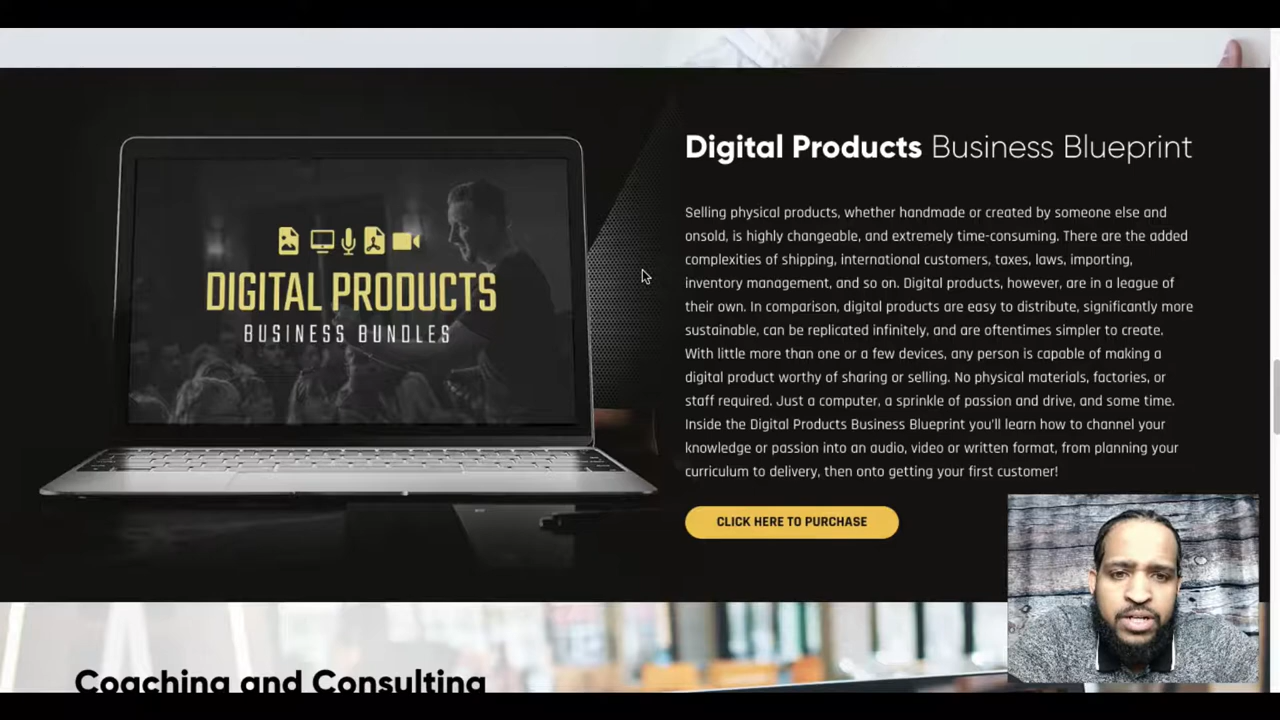 DIGITAL PRODUCTS
BUSINESS BUNDLES
Digital Products Business Blueprint
Selling physical products, whether handmade or created by someone else and
onsold, is highly changeable, and extremely time-consuming. There are the added
complexities of shipping, international customers, taxes, laws, importing,
inventory management, and so on. Digital products, however, are in a league of
their own. In comparison, digital products are easy to distribute, significantly more
sustainable, can be replicated infinitely, and are oftentimes simpler to create.
With little more than one or a few devices, any person is capable of making a
digital product worthy of sharing or selling. No physical materials, factories, or
staff required. Just a computer, a sprinkle of passion and drive, and some time.
Inside the Digital Products Business Blueprint you'll learn how to channel your
knowledge or passion into an audio, video or written format, from planning your
curriculum to delivery, then onto getting your first customer!
CLICK HERE TO PURCHASE
Coaching and Consulting